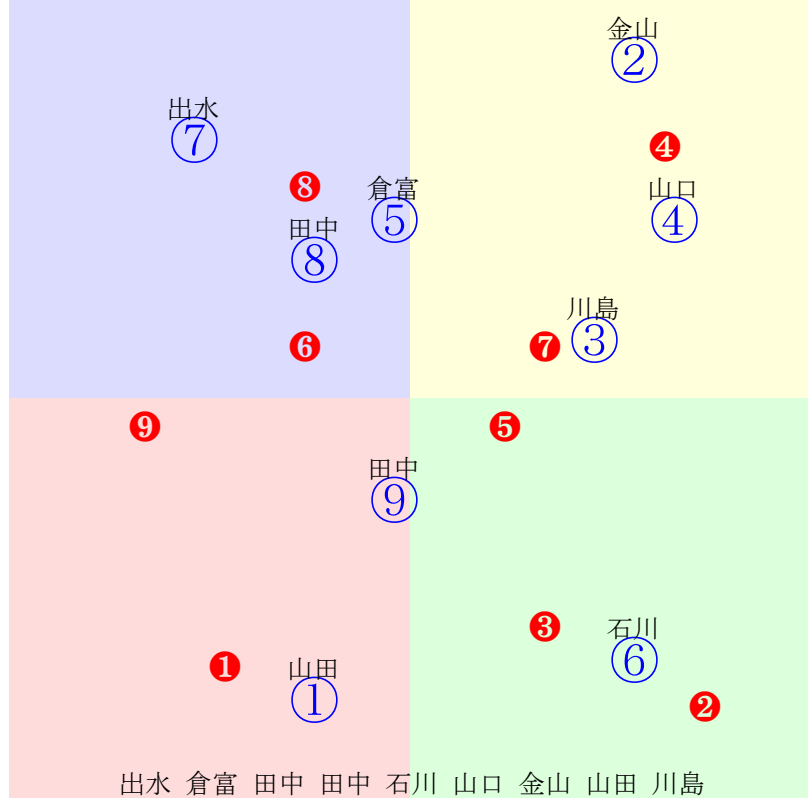 金山
②
出水
⑦
❹
❽
倉富
⑤
山口
④
田中
⑧
川島
③
❻
❼
❾
❺
田中
⑨
❸
石川
⑥
❶
山田
①
❷
出水 倉富 田中 田中 石川 山口 金山 山田 川島